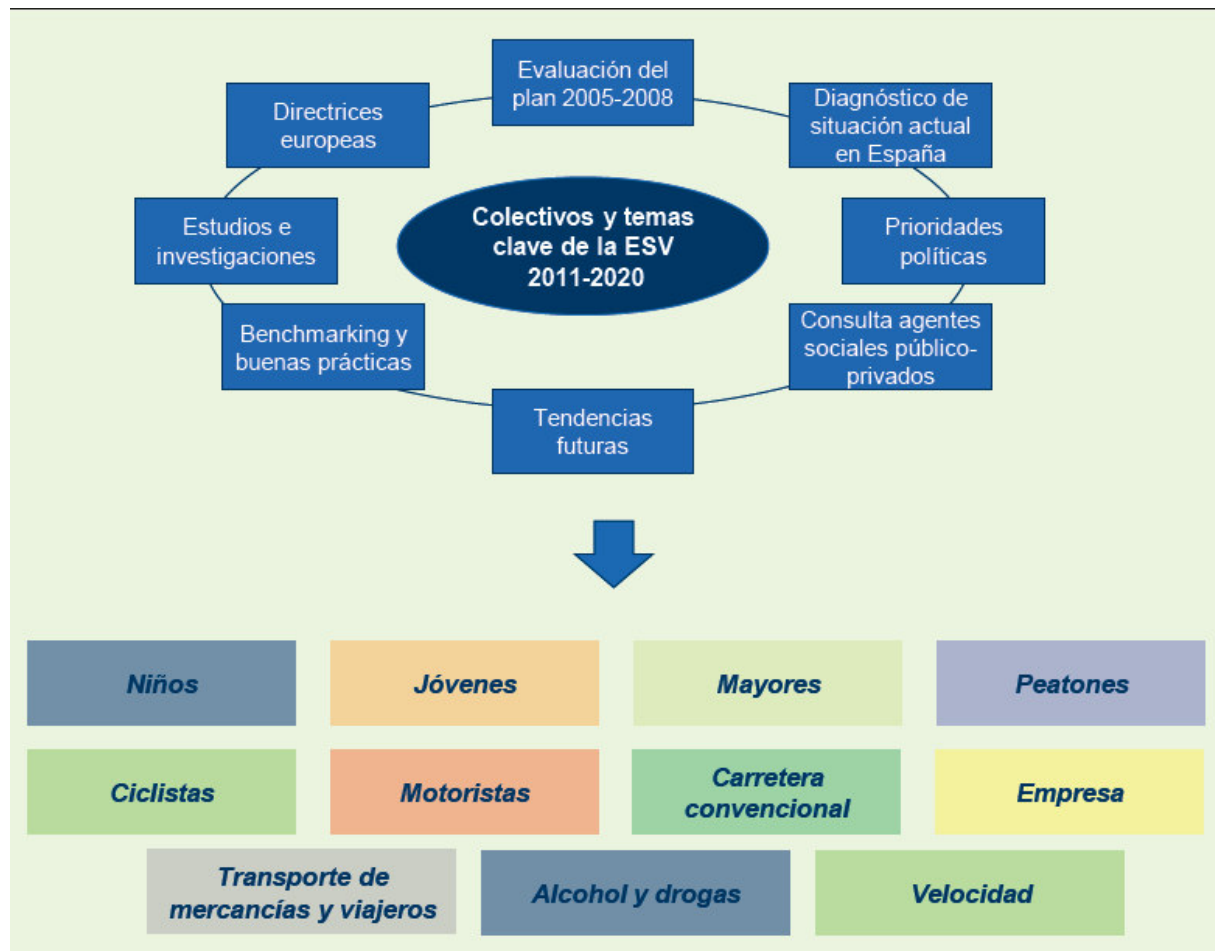 Evaluación del
plan 2005-2008
Directrices
europeas
Diagnóstico de
situación actual
en España
Estudios e
investigaciones
Colectivos y temas
clave de la ESV
2011-2020
Prioridades
políticas
Benchmarking y
buenas prácticas
Consulta agentes
sociales público-
privados
Tendencias
futuras
Niños
Jóvenes
Mayores
Peatones
Ciclistas
Motoristas
Carretera
convencional
Empresa
Transporte de
mercancías y viajeros
Alcohol y drogas
Velocidad